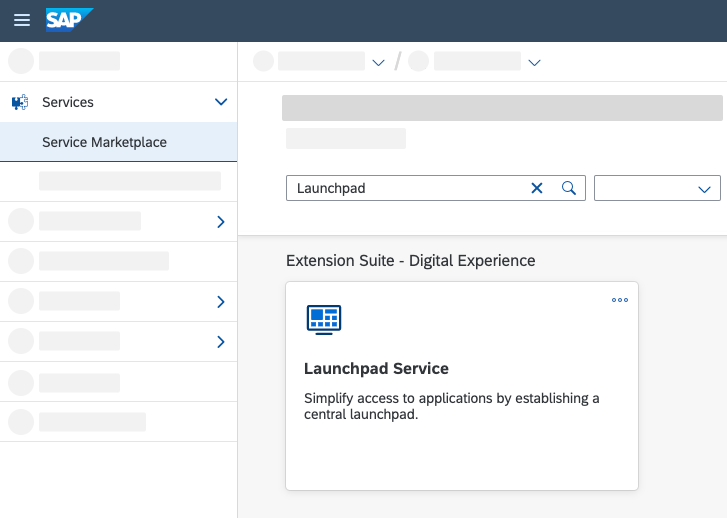 SAP
Services
Service Marketplace
Launchpad
Extension Suite - Digital Experience
Launchpad Service
Simplify access to applications by establishing a
central launchpad.